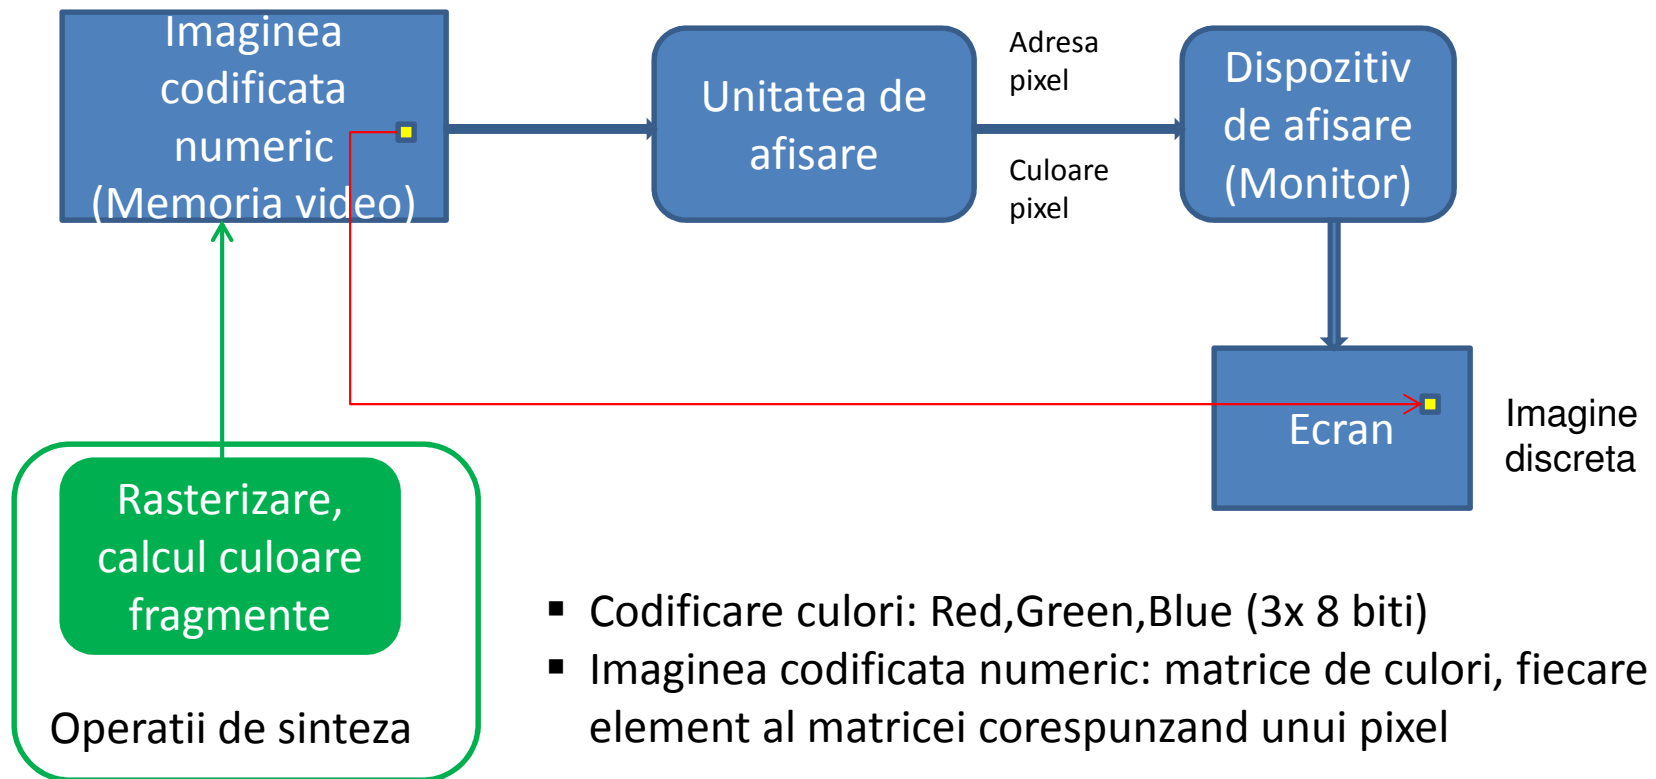 Imaginea
codificata
numeric
(Memoria video)
Unitatea de
afisare
Adresa
pixel
Culoare
pixel
Dispozitiv
de afisare
(Monitor)
Ecran
Imagine
discreta
Rasterizare,
calcul culoare
fragmente
Operatii de sinteza
▪ Codificare culori: Red,Green,Blue (3x 8 biti)
▪ Imaginea codificata numeric: matrice de culori, fiecare
element al matricei corespunzand unui pixel